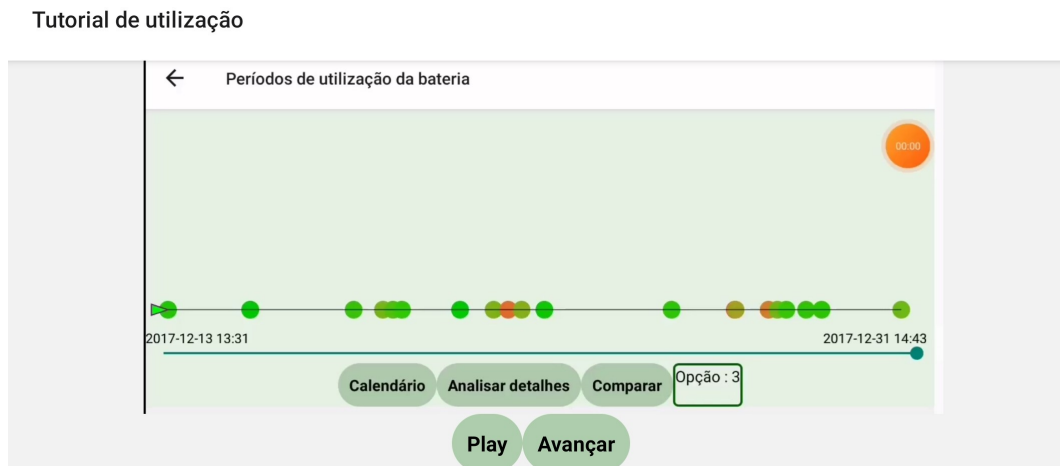 Tutorial de utilização
Períodos de utilização da bateria
00:00
2017-12-13 13:31
2017-12-31 14:43
Calendário
Analisar detalhes
Comparar
Opção : 3
Play
Avançar